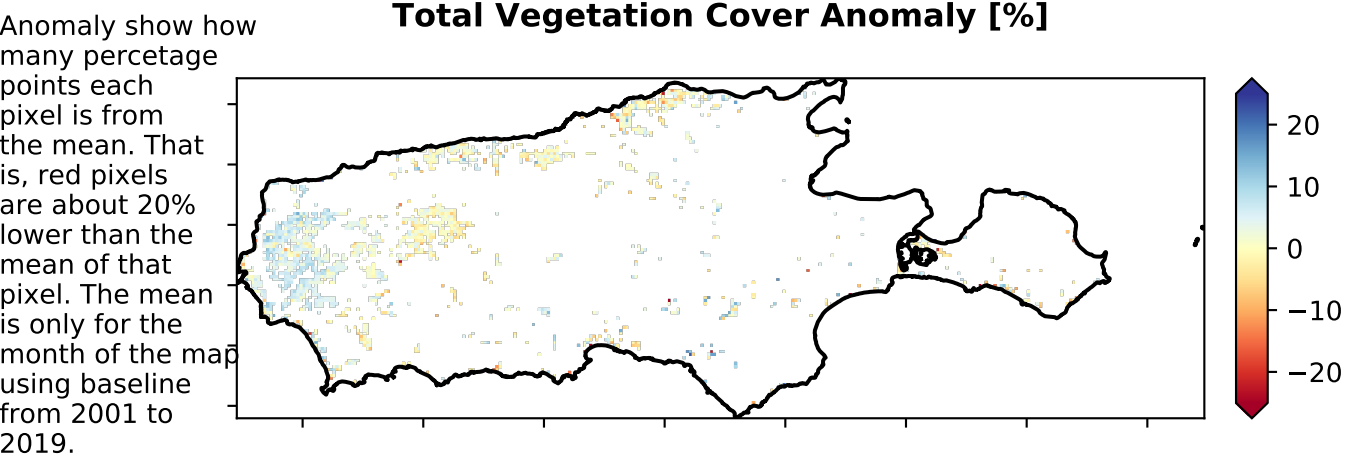 Total Vegetation Cover Anomaly [%]
Anomaly show how
many percetage
points each
pixel is from
the mean. That
is, red pixels
are about 20%
lower than the
mean of that
pixel. The mean
is only for the
month of the map
using baseline
from 2001 to
2019.
20
10
0
−10
−20